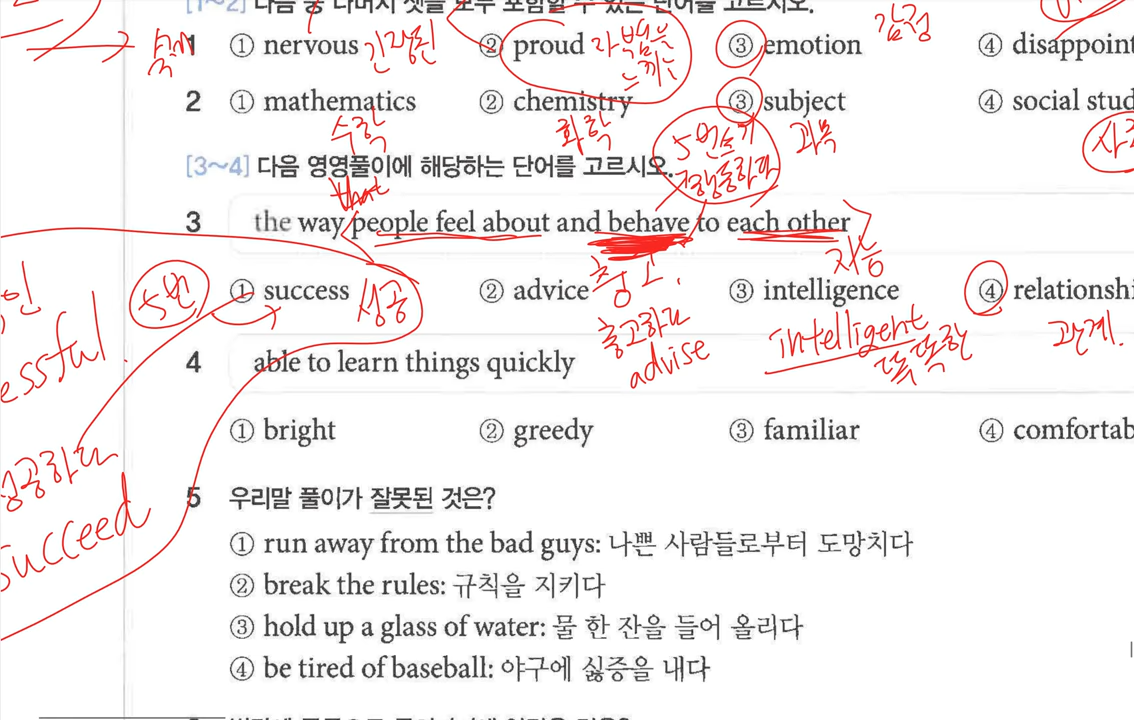 [1~2] 다음 중 나머지 셋을 모두 포함할 수 있는 단어를 고르시오.
1 ① nervous 긴장된 ② proud 자부심을 느끼는 ③ emotion 감정 ④ disappoint
2 ① mathematics ② chemistry ③ subject ④ social stud
수학 화학 과목
5번
[3~4] 다음 영영풀이에 해당하는 단어를 고르시오.
that
3 the way people feel about and behave to each other
지능
5번 ① success 성공 ② advice 충고 ③ intelligence ④ relationshi
essful 충고하다 advise intelligent 똑똑한 관계
4 able to learn things quickly
① bright ② greedy ③ familiar ④ comfortab
성공하다
succeed
5 우리말 풀이가 잘못된 것은?
① run away from the bad guys: 나쁜 사람들로부터 도망치다
② break the rules: 규칙을 지키다
③ hold up a glass of water: 물 한 잔을 들어 올리다
④ be tired of baseball: 야구에 싫증을 내다